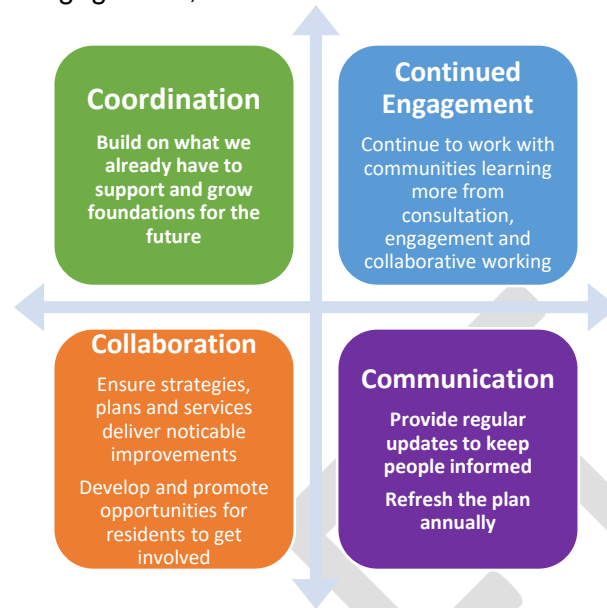 Coordination
Build on what we
already have to
support and grow
foundations for the
future
Continued
Engagement
Continue to work with
communities learning
more from
consultation,
engagement and
collaborative working
Collaboration
Ensure strategies,
plans and services
deliver noticable
improvements
Develop and promote
opportunities for
residents to get
involved
Communication
Provide regular
updates to keep
people informed
Refresh the plan
annually